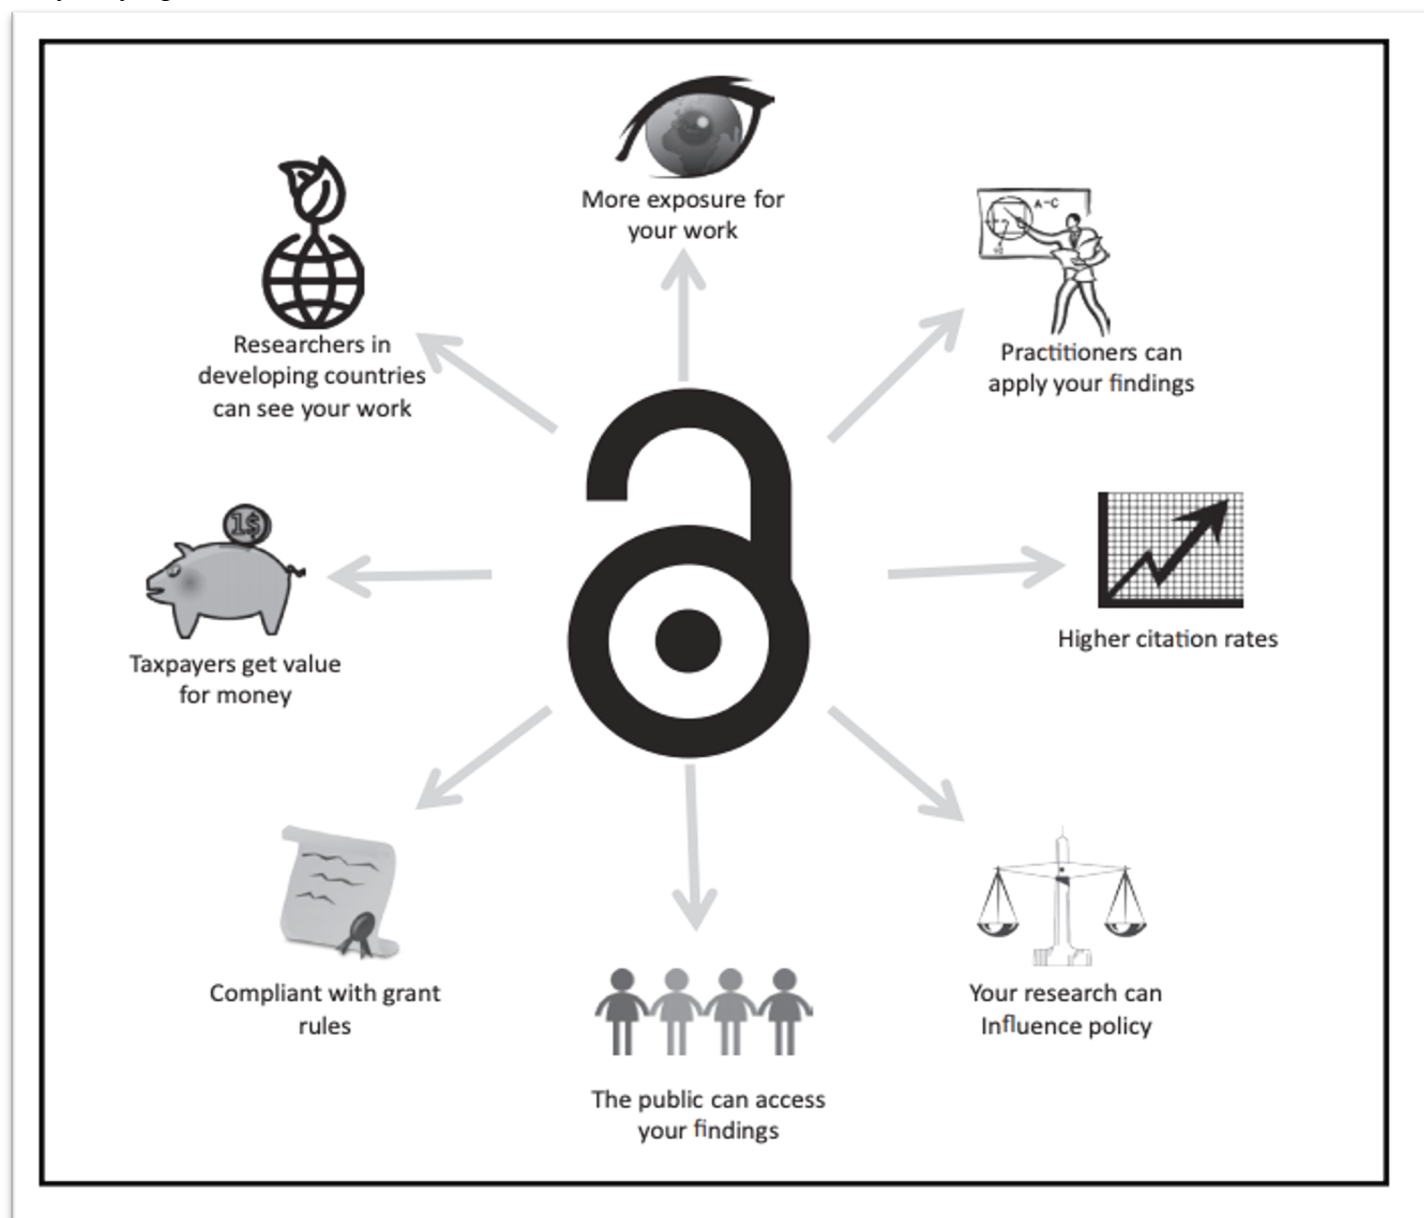 More exposure for
your work
A-C
Practitioners can
apply your findings
Researchers in
developing countries
can see your work
1$
Higher citation rates
Taxpayers get value
for money
Compliant with grant
rules
Your research can
Influence policy
The public can access
your findings